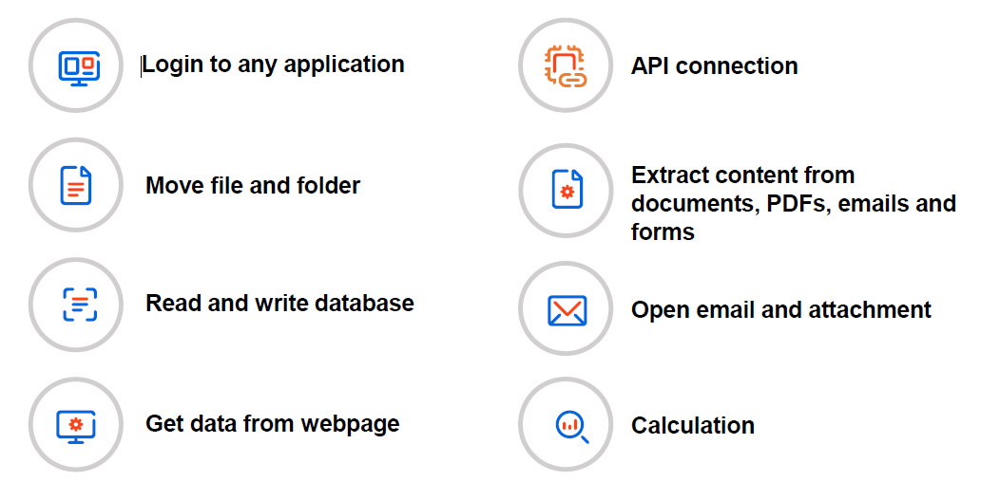 Login to any application
Move file and folder
Read and write database
Get data from webpage
API connection
Extract content from
documents, PDFs, emails and
forms
Open email and attachment
Calculation